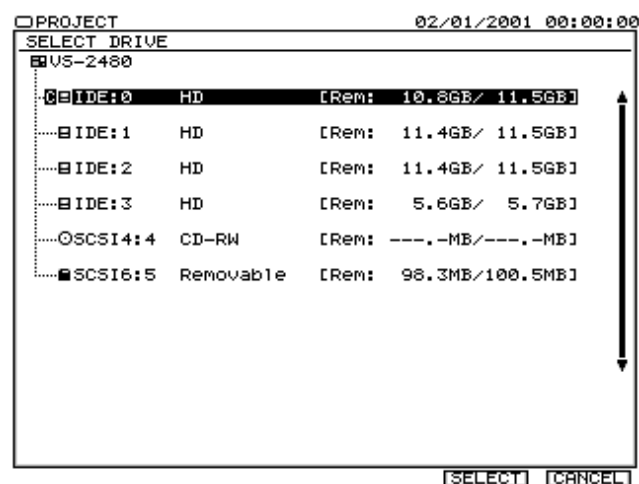 PROJECT 02/01/2001 00:00:00
SELECT DRIVE
VS-2480
C IDE:0 HD [Rem: 10.8GB/ 11.5GB]
IDE:1 HD [Rem: 11.4GB/ 11.5GB]
IDE:2 HD [Rem: 11.4GB/ 11.5GB]
IDE:3 HD [Rem: 5.6GB/ 5.7GB]
SCSI4:4 CD-RW [Rem: ---.-MB/---.-MB]
SCSI6:5 Removable [Rem: 98.3MB/100.5MB]
[SELECT] [CANCEL]